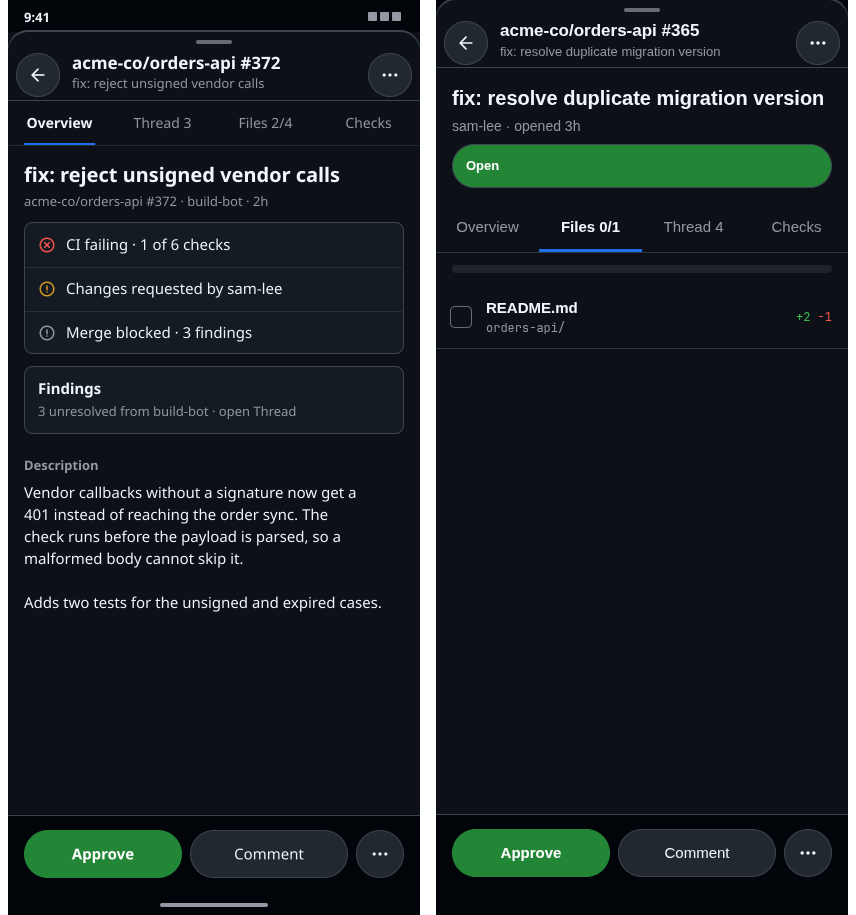 9:41
acme-co/orders-api #372
fix: reject unsigned vendor calls
Overview
Thread 3
Files 2/4
Checks
fix: reject unsigned vendor calls
acme-co/orders-api #372 · build-bot · 2h
CI failing · 1 of 6 checks
Changes requested by sam-lee
Merge blocked · 3 findings
Findings
3 unresolved from build-bot · open Thread
Description
Vendor callbacks without a signature now get a
401 instead of reaching the order sync. The
check runs before the payload is parsed, so a
malformed body cannot skip it.
Adds two tests for the unsigned and expired cases.
Approve
Comment
acme-co/orders-api #365
fix: resolve duplicate migration version
fix: resolve duplicate migration version
sam-lee · opened 3h
Open
Overview
Files 0/1
Thread 4
Checks
README.md
+2 -1
orders-api/
Approve
Comment